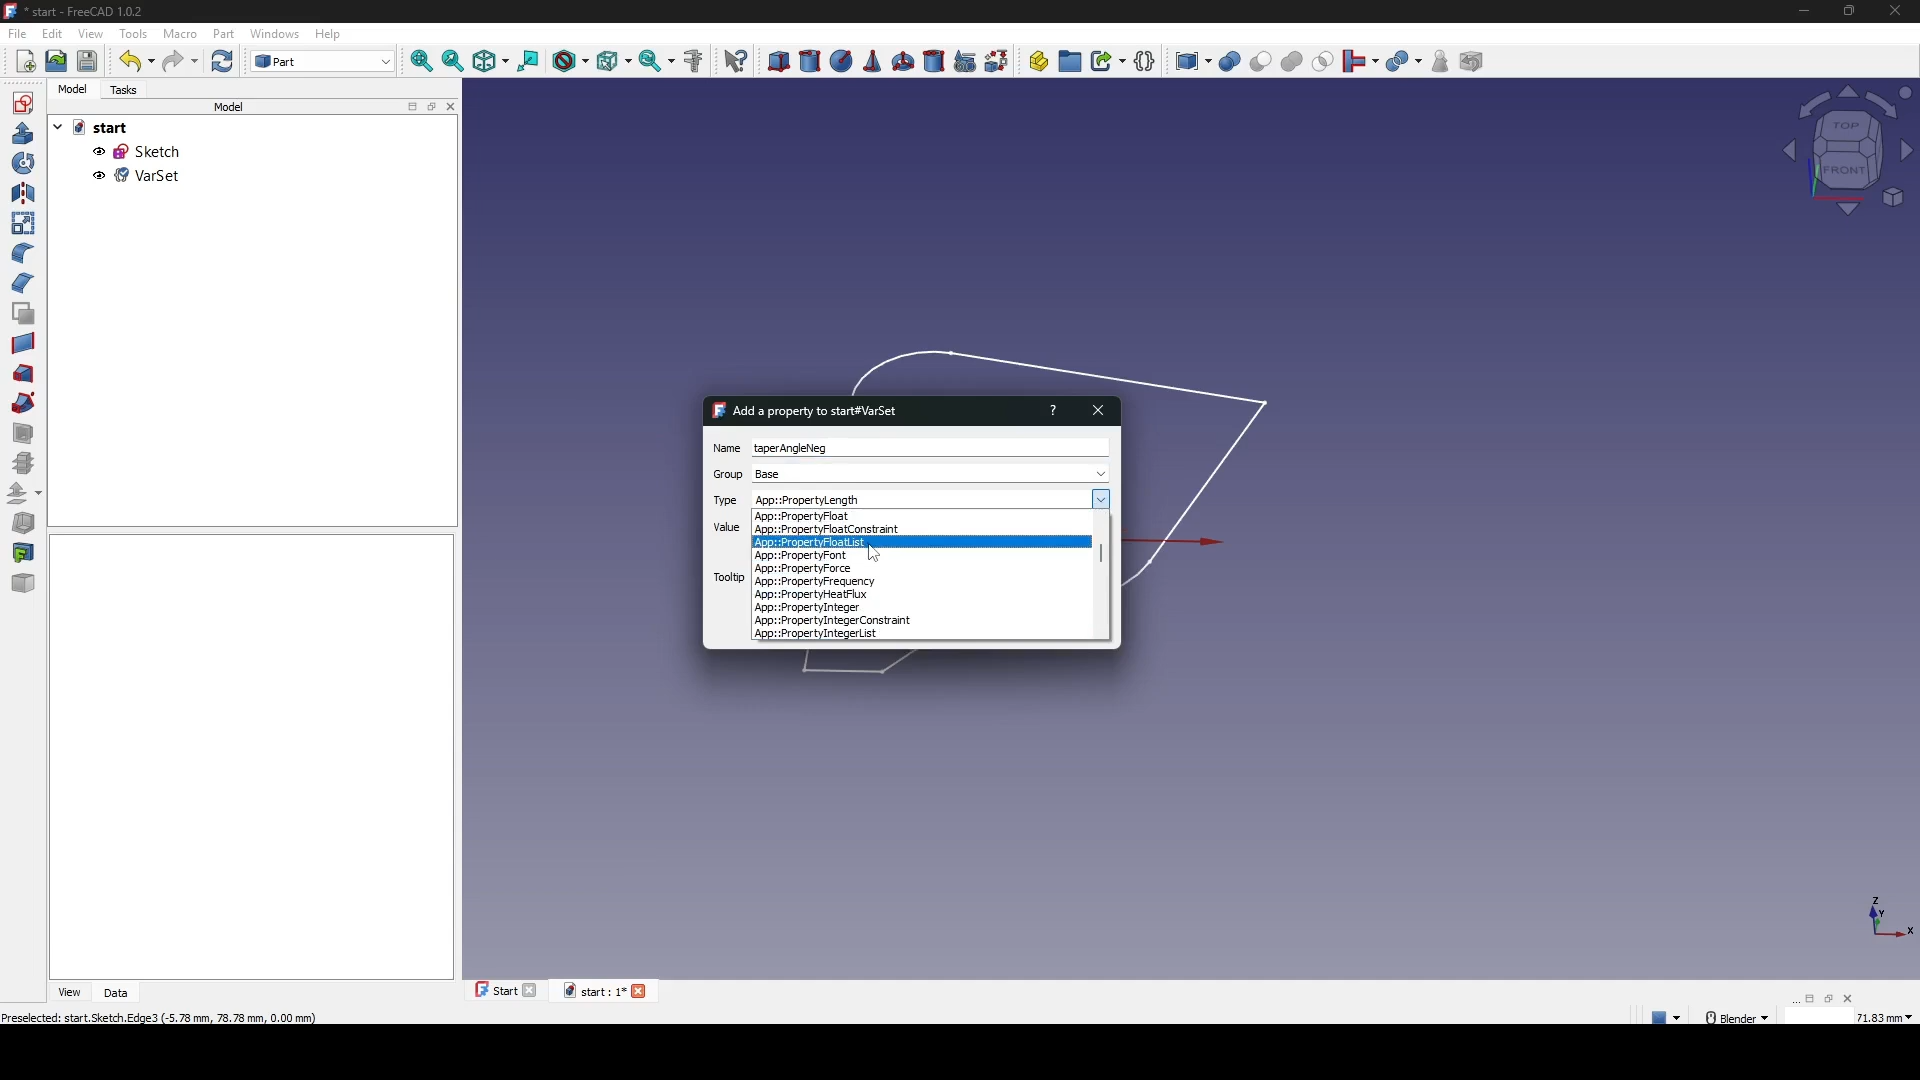 * start - FreeCAD 1.0.2
File Edit View Tools Macro Part Windows Help
Part
Model Tasks
Model
start
Sketch
VarSet
TOP
FRONT
Add a property to start#VarSet
?
Name taperAngleNeg
Group Base
Type App::PropertyLength
Value
Tooltip
App::PropertyFloat
App::PropertyFloatConstraint
App::PropertyFloatList
App::PropertyFont
App::PropertyForce
App::PropertyFrequency
App::PropertyHeatFlux
App::PropertyInteger
App::PropertyIntegerConstraint
App::PropertyIntegerList
Z
Y
X
View Data
Start start : 1*
...
Preselected: start.Sketch.Edge3 (-5.78 mm, 78.78 mm, 0.00 mm)
Blender 71.83 mm